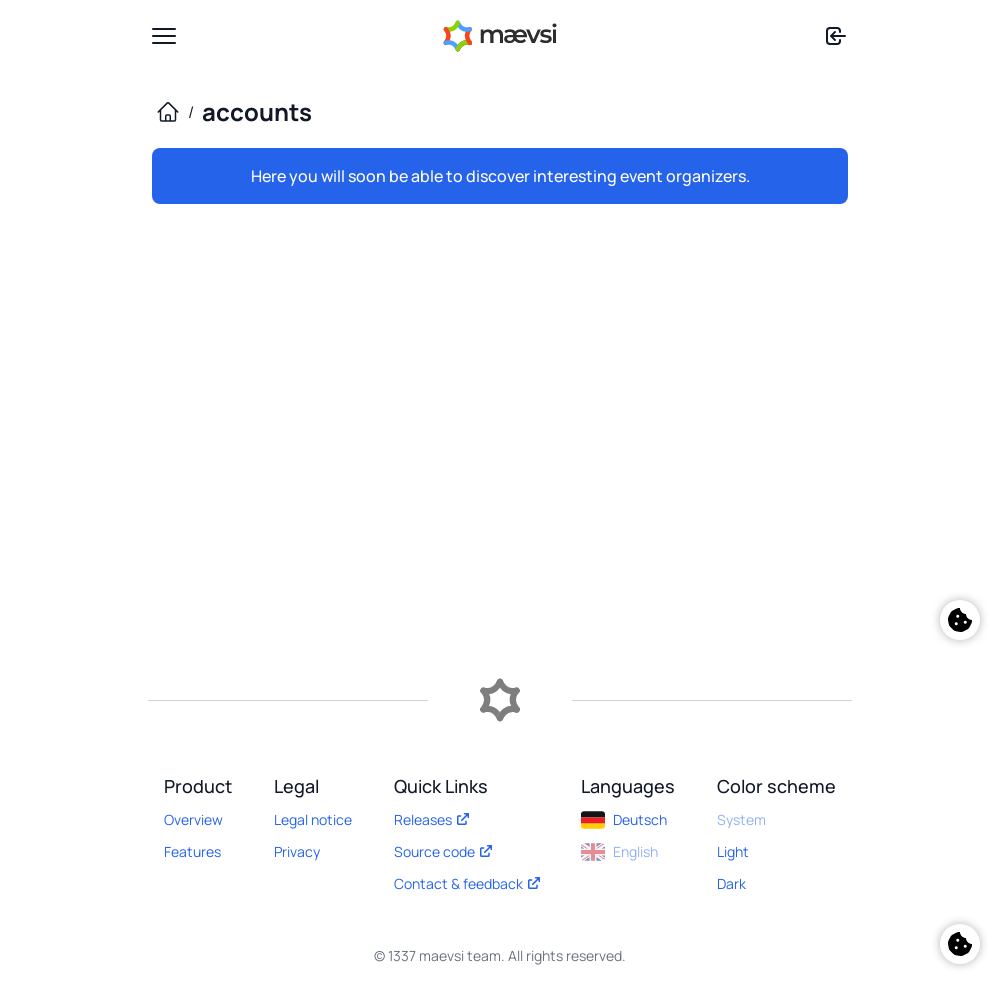 mævsi
/ accounts
Here you will soon be able to discover interesting event organizers.
Product
Overview
Features
Legal
Legal notice
Privacy
Quick Links
Releases
Source code
Contact & feedback
Languages
Deutsch
English
Color scheme
System
Light
Dark
© 1337 maevsi team. All rights reserved.